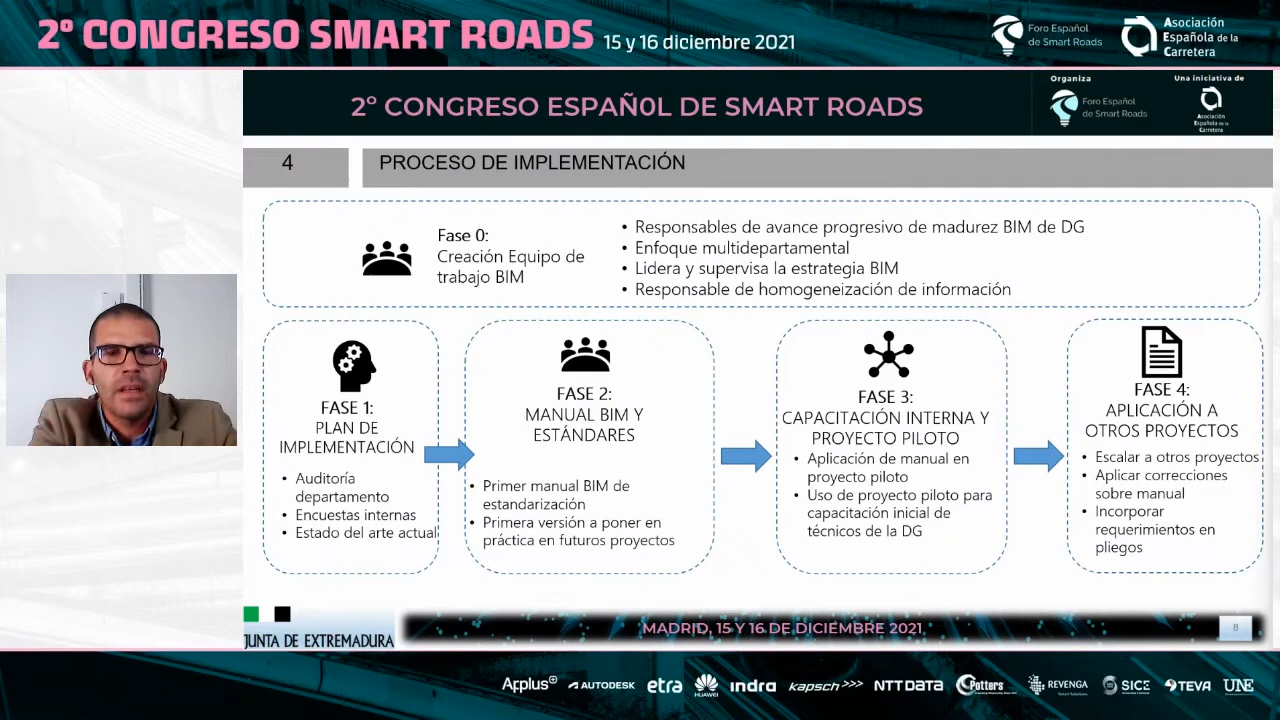 2º CONGRESO SMART ROADS 15 y 16 diciembre 2021
Foro Español
de Smart Roads
Asociación
Española de la
Carretera
2º CONGRESO ESPAÑ0L DE SMART ROADS
Organiza
Foro Español
de Smart Roads
Una iniciativa de
Asociación
Española de la
Carretera
4
PROCESO DE IMPLEMENTACIÓN
Fase 0:
Creación Equipo de
trabajo BIM
• Responsables de avance progresivo de madurez BIM de DG
• Enfoque multidepartamental
• Lidera y supervisa la estrategia BIM
• Responsable de homogeneización de información
FASE 1:
PLAN DE
IMPLEMENTACIÓN
• Auditoría
departamento
• Encuestas internas
• Estado del arte actual
FASE 2:
MANUAL BIM Y
ESTÁNDARES
• Primer manual BIM de
estandarización
• Primera versión a poner en
práctica en futuros proyectos
FASE 3:
CAPACITACIÓN INTERNA Y
PROYECTO PILOTO
• Aplicación de manual en
proyecto piloto
• Uso de proyecto piloto para
capacitación inicial de
técnicos de la DG
FASE 4:
APLICACIÓN A
OTROS PROYECTOS
• Escalar a otros proyectos
• Aplicar correcciones
sobre manual
• Incorporar
requerimientos en
pliegos
JUNTA DE EXTREMADURA
MADRID, 15 Y 16 DE DICIEMBRE 2021
8
Applus+ AUTODESK etra HUAWEI indra kapsch>>> NTT DATA Potters REVENGA SICE TEVA UNE